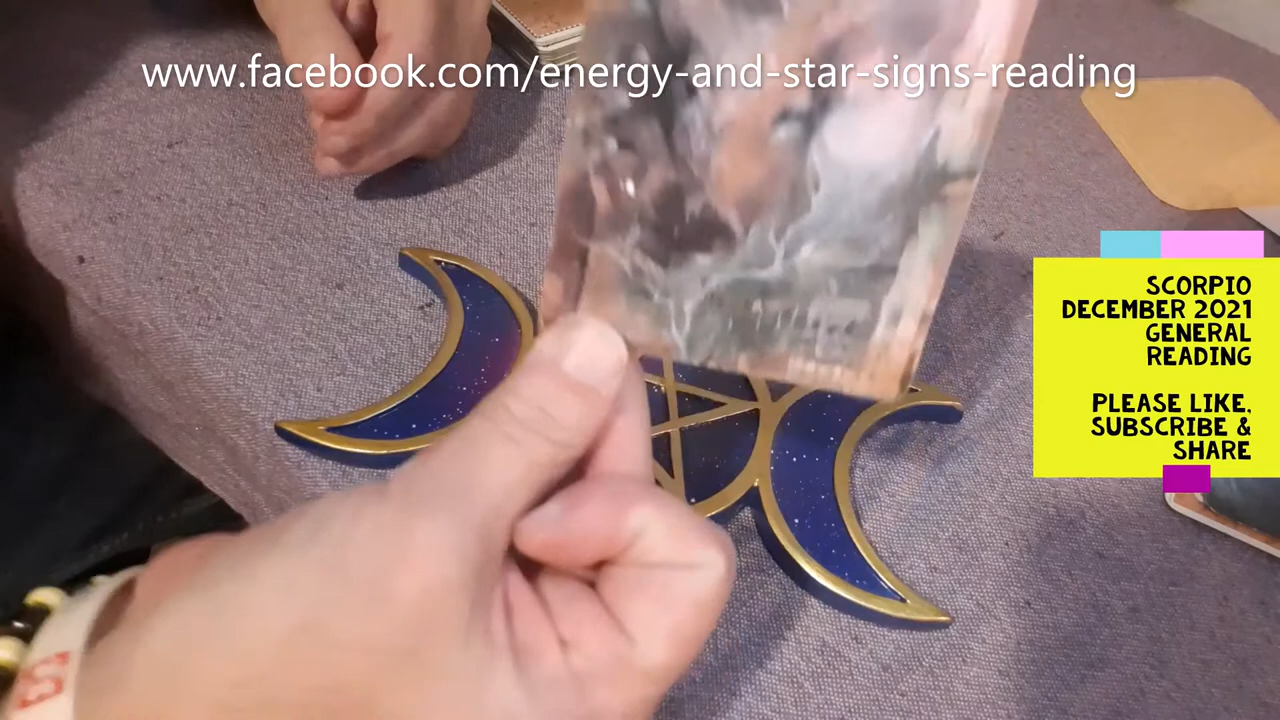 www.facebook.com/energy-and-star-signs-reading
SCORPIO
DECEMBER 2021
GENERAL
READING
PLEASE LIKE,
SUBSCRIBE &
SHARE